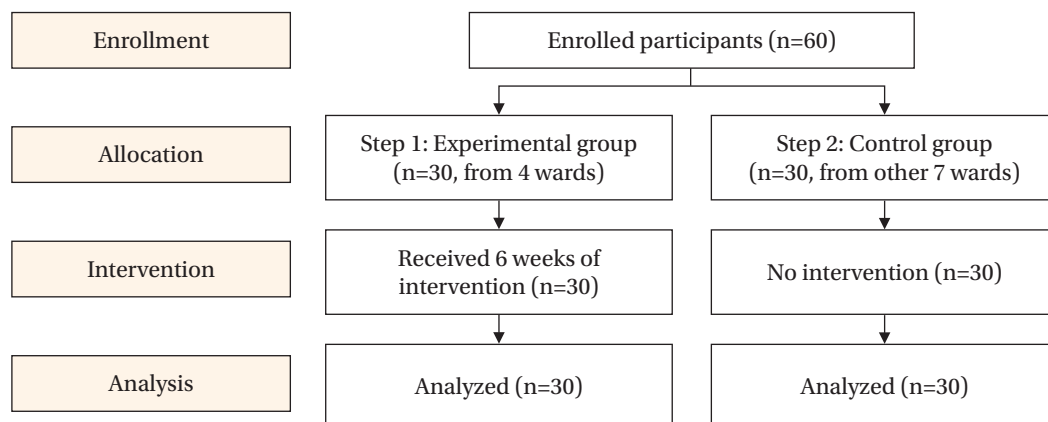 Enrollment
Enrolled participants (n=60)
Allocation
Step 1: Experimental group
(n=30, from 4 wards)
Step 2: Control group
(n=30, from other 7 wards)
Intervention
Received 6 weeks of
intervention (n=30)
No intervention (n=30)
Analysis
Analyzed (n=30)
Analyzed (n=30)